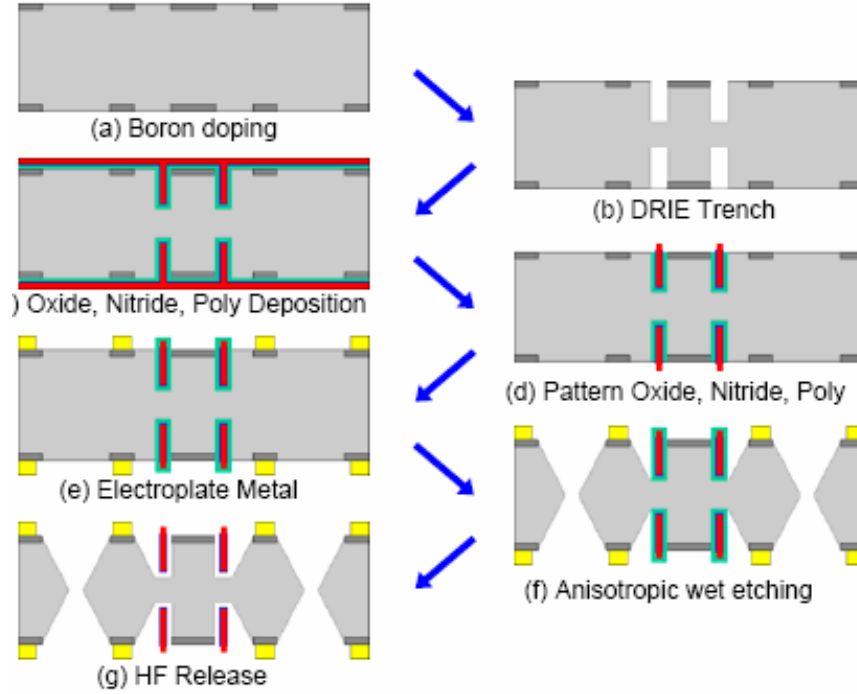 (a) Boron doping
(b) DRIE Trench
) Oxide, Nitride, Poly Deposition
(d) Pattern Oxide, Nitride, Poly
(e) Electroplate Metal
(f) Anisotropic wet etching
(g) HF Release